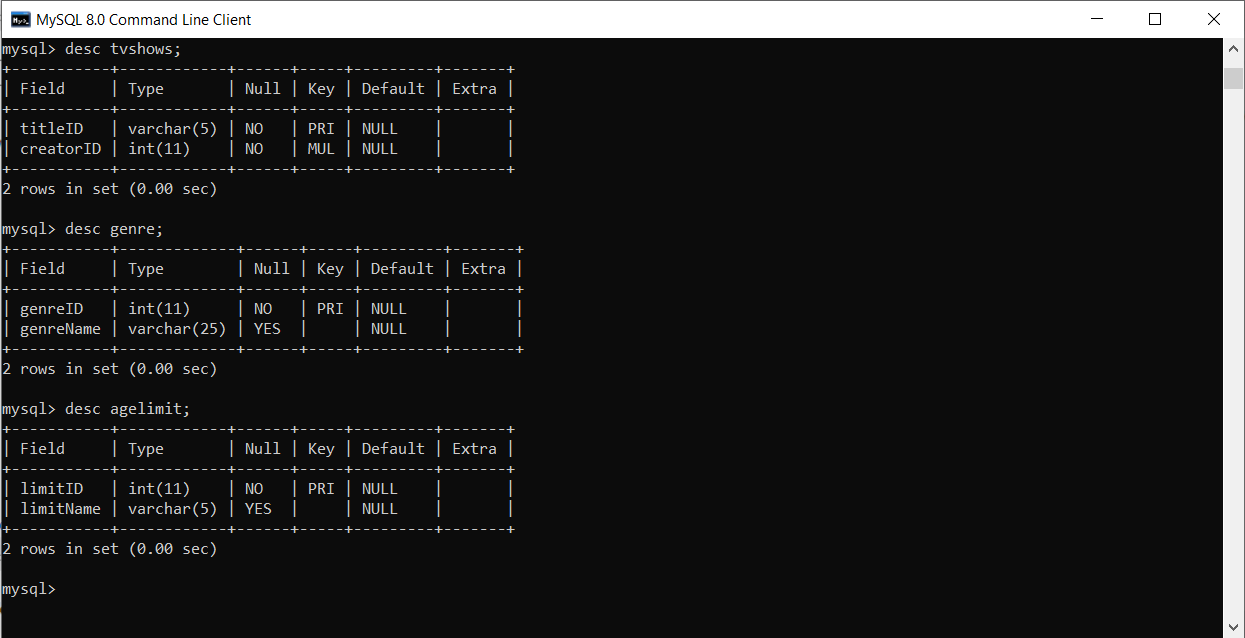 MySQL 8.0 Command Line Client
mysql> desc tvshows;
+-----------+------------+------+-----+---------+-------+
| Field     | Type       | Null | Key | Default | Extra |
+-----------+------------+------+-----+---------+-------+
| titleID   | varchar(5) | NO   | PRI | NULL    |       |
| creatorID | int(11)    | NO   | MUL | NULL    |       |
+-----------+------------+------+-----+---------+-------+
2 rows in set (0.00 sec)

mysql> desc genre;
+-----------+-------------+------+-----+---------+-------+
| Field     | Type        | Null | Key | Default | Extra |
+-----------+-------------+------+-----+---------+-------+
| genreID   | int(11)     | NO   | PRI | NULL    |       |
| genreName | varchar(25) | YES  |     | NULL    |       |
+-----------+-------------+------+-----+---------+-------+
2 rows in set (0.00 sec)

mysql> desc agelimit;
+-----------+------------+------+-----+---------+-------+
| Field     | Type       | Null | Key | Default | Extra |
+-----------+------------+------+-----+---------+-------+
| limitID   | int(11)    | NO   | PRI | NULL    |       |
| limitName | varchar(5) | YES  |     | NULL    |       |
+-----------+------------+------+-----+---------+-------+
2 rows in set (0.00 sec)

mysql>